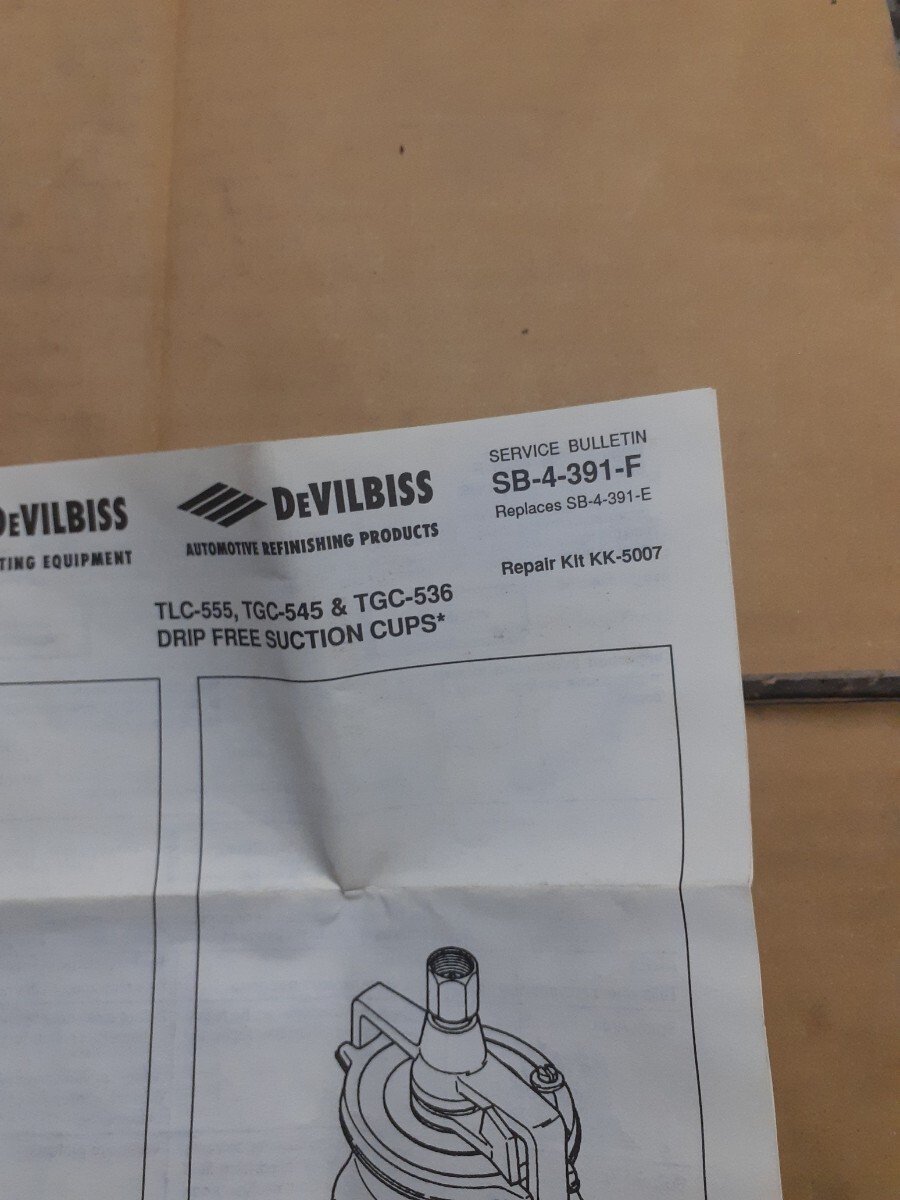 DEVILBISS
TING EQUIPMENT
DEVILBISS
AUTOMOTIVE REFINISHING PRODUCTS
SERVICE BULLETIN
SB-4-391-F
Replaces SB-4-391-E
Repair Kit KK-5007
TLC-555, TGC-545 & TGC-536
DRIP FREE SUCTION CUPS*